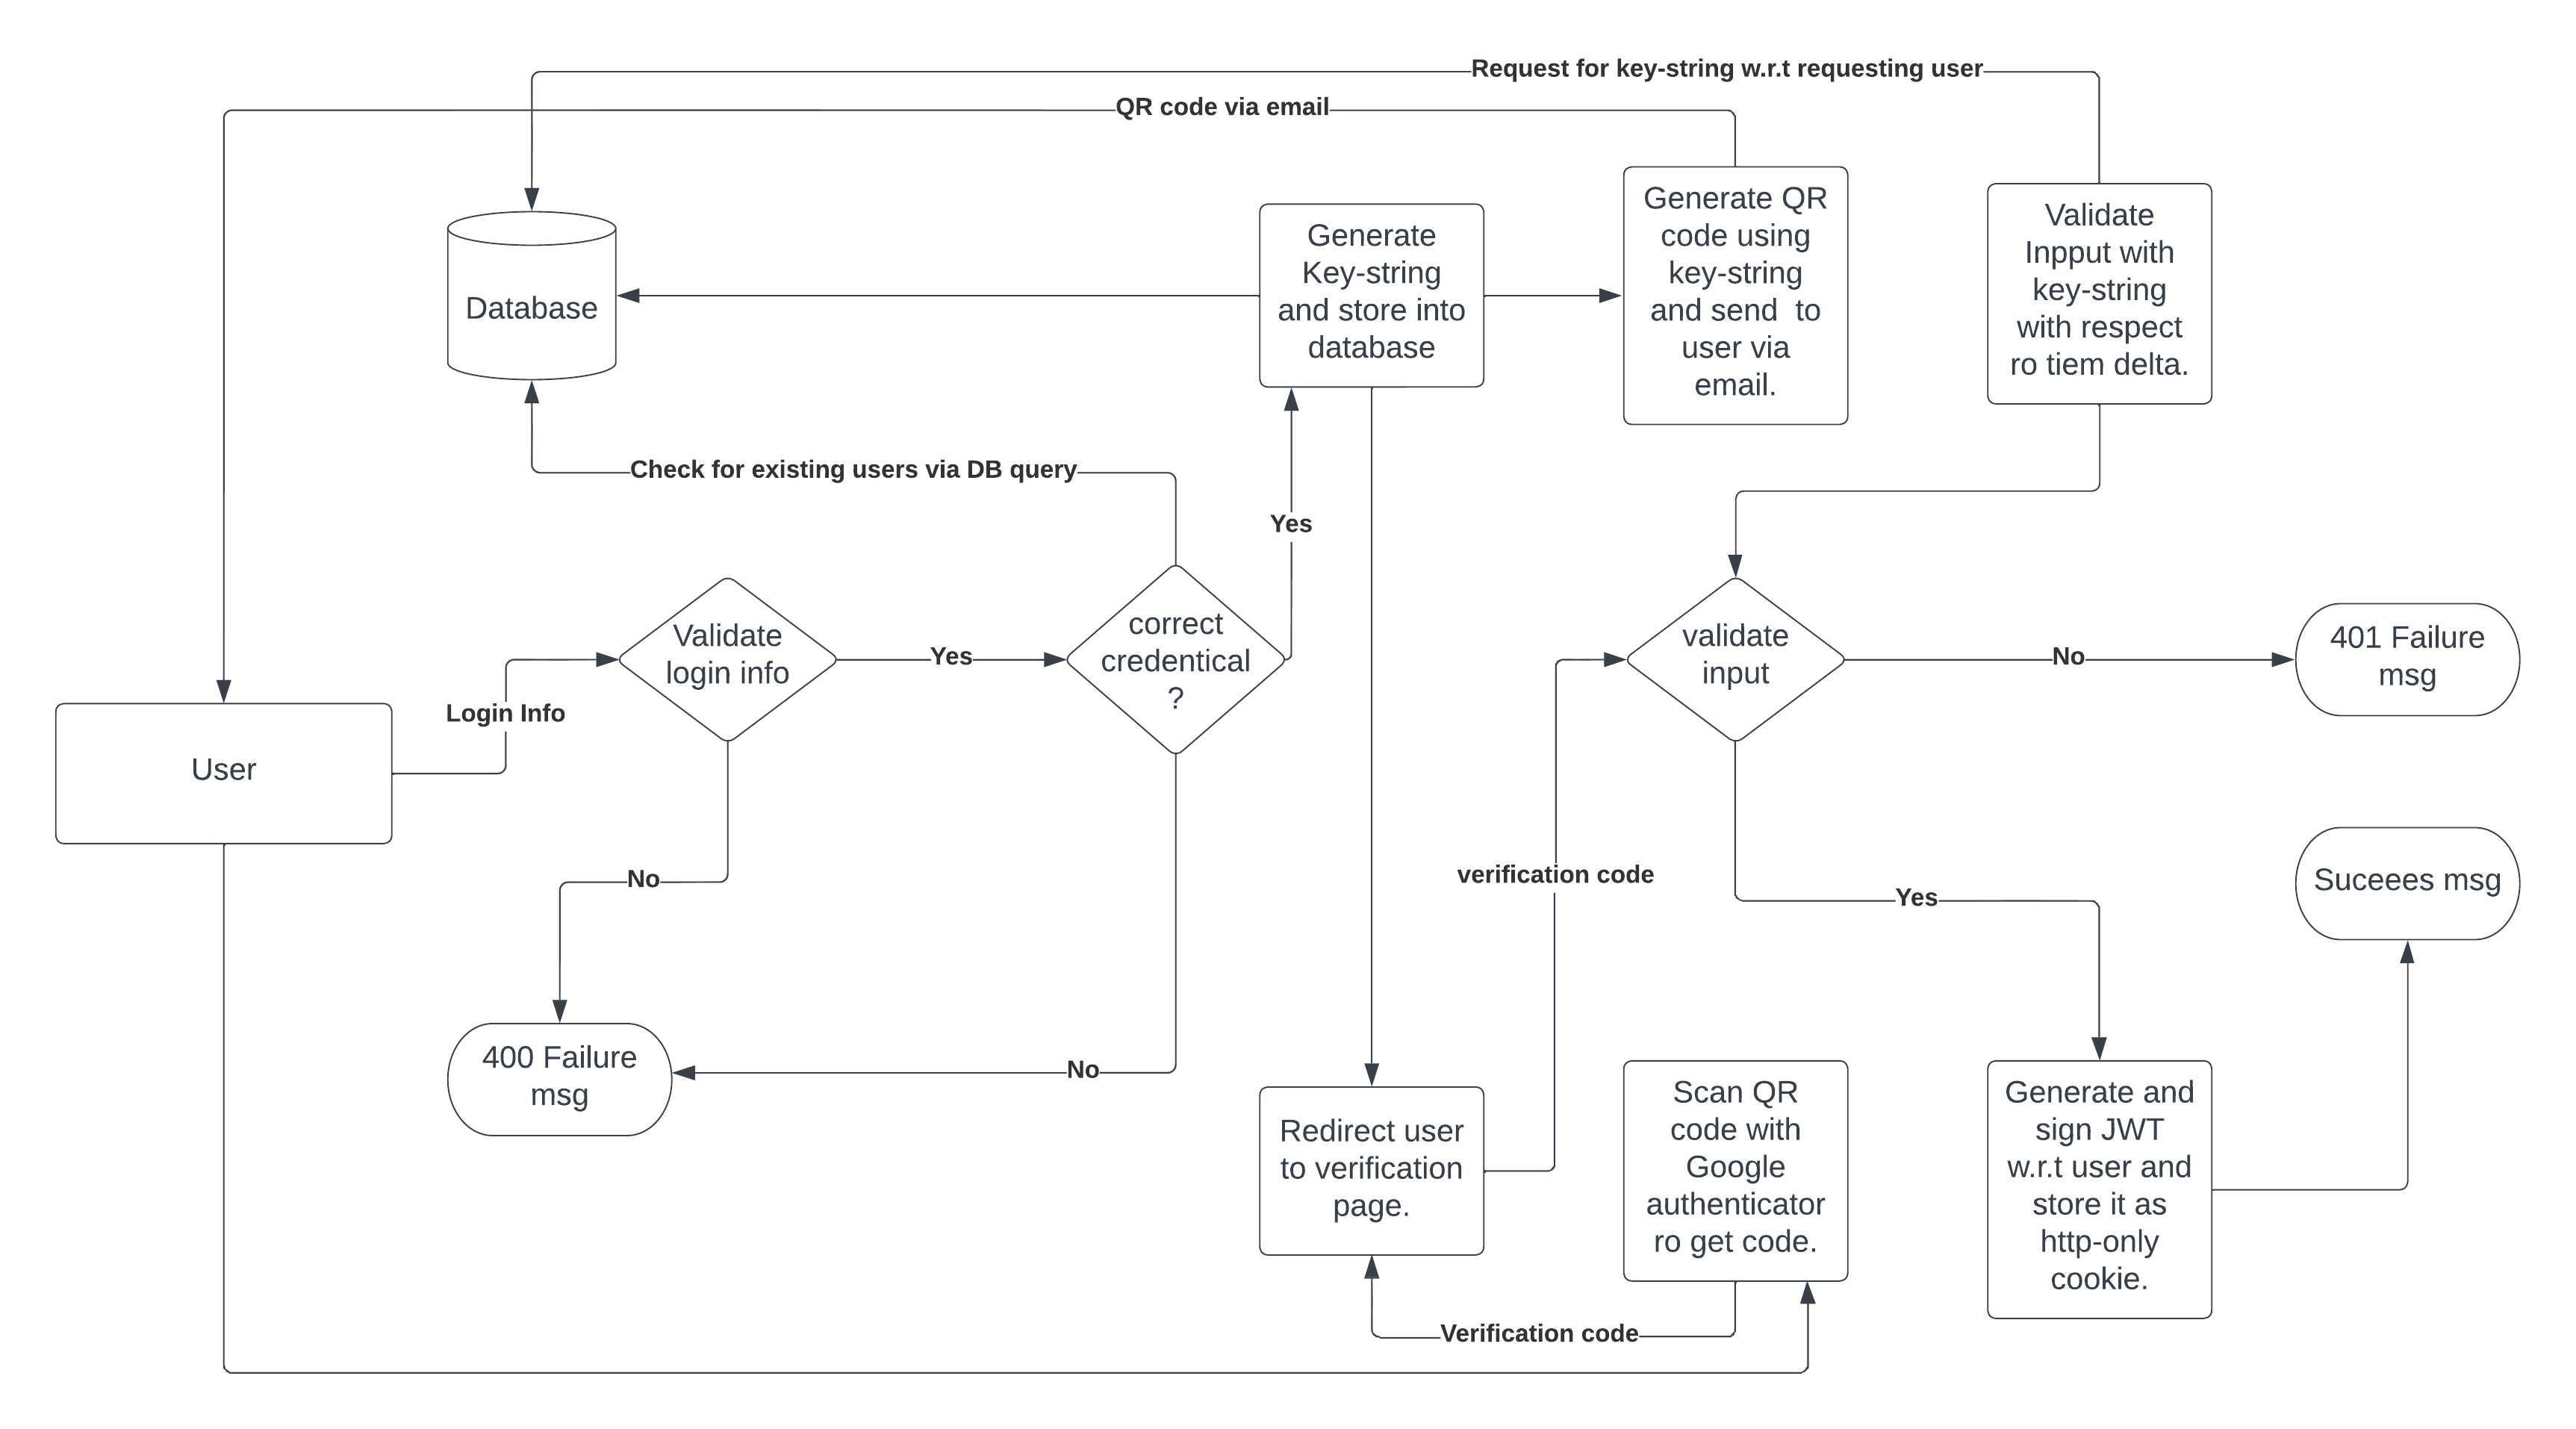 Request for key-string w.r.t requesting user
QR code via email
Generate QR
code using
key-string
and send  to
user via
email.
Validate
Inpput with
key-string
with respect
ro tiem delta.
Generate
Key-string
and store into
database
Database
Check for existing users via DB query
Yes
Validate
login info
Yes
correct
credentical
?
validate
input
No
401 Failure
msg
Login Info
User
No
verification code
Yes
Suceees msg
400 Failure
msg
No
Redirect user
to verification
page.
Scan QR
code with
Google
authenticator
ro get code.
Generate and
sign JWT
w.r.t user and
store it as
http-only
cookie.
Verification code